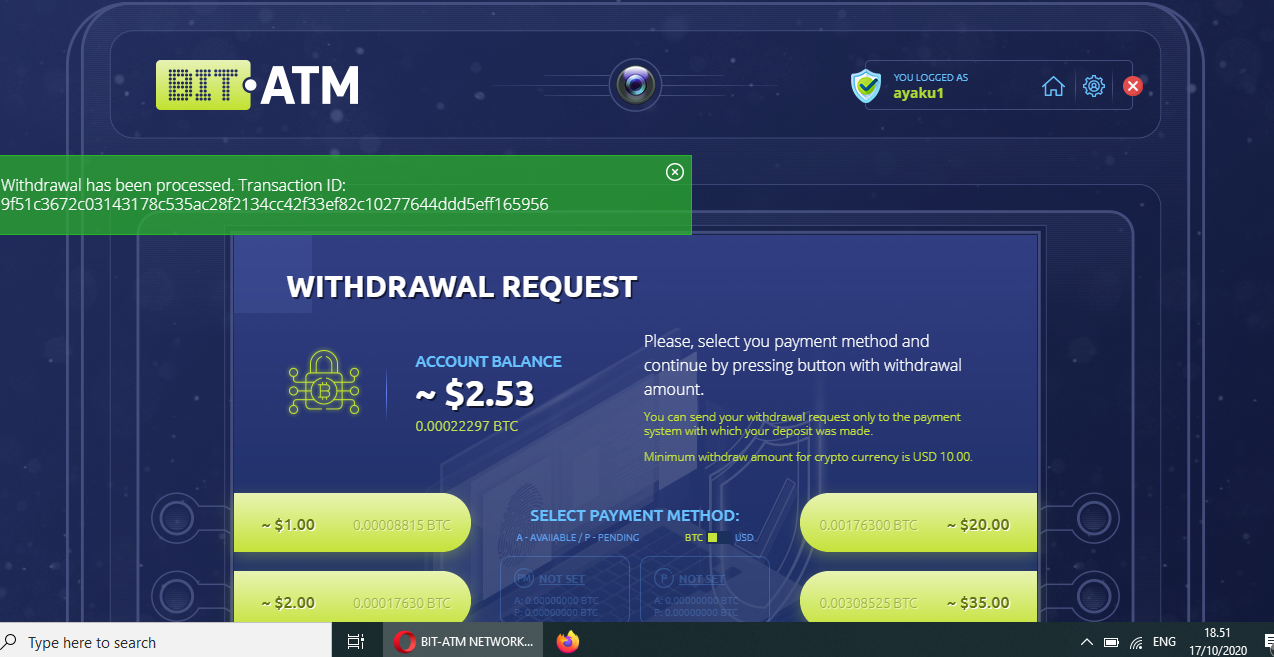 BIT•ATM
YOU LOGGED AS
ayaku1
Withdrawal has been processed. Transaction ID:
9f51c3672c03143178c535ac28f2134cc42f33ef82c10277644ddd5eff165956
WITHDRAWAL REQUEST
ACCOUNT BALANCE
~ $2.53
0.00022297 BTC
Please, select you payment method and
continue by pressing button with withdrawal
amount.
You can send your withdrawal request only to the payment
system with which your deposit was made.
Minimum withdraw amount for crypto currency is USD 10.00.
~ $1.00 0.00008815 BTC
SELECT PAYMENT METHOD:
A - AVAILABLE / P - PENDING BTC USD
0.00176300 BTC ~ $20.00
PM NOT SET
A: 0.00000000 BTC
P: 0.00000000 BTC
P NOT SET
A: 0.00000000 BTC
P: 0.00000000 BTC
~ $2.00 0.00017630 BTC
0.00308525 BTC ~ $35.00
Type here to search
BIT-ATM NETWORK...
ENG
18.51
17/10/2020